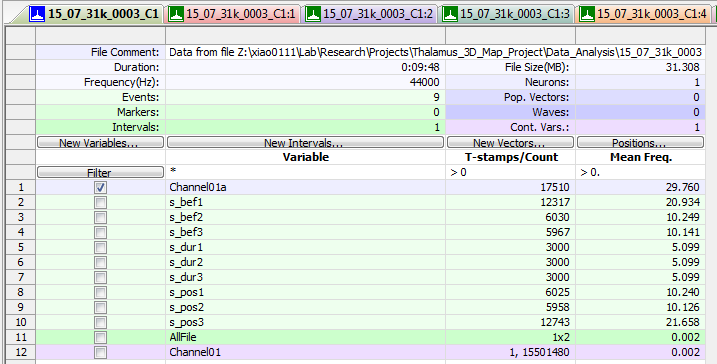 15_07_31k_0003_C1 15_07_31k_0003_C1:1 15_07_31k_0003_C1:2 15_07_31k_0003_C1:3 15_07_31k_0003_C1:4
File Comment: Data from file Z:\xiao0111\Lab\Research\Projects\Thalamus_3D_Map_Project\Data_Analysis\15_07_31k_0003
Duration: 0:09:48 File Size(MB): 31.308
Frequency(Hz): 44000 Neurons: 1
Events: 9 Pop. Vectors: 0
Markers: 0 Waves: 0
Intervals: 1 Cont. Vars.: 1
New Variables... New Intervals... New Vectors... Positions...
Variable T-stamps/Count Mean Freq.
Filter * > 0 > 0.
1 Channel01a 17510 29.760
2 s_bef1 12317 20.934
3 s_bef2 6030 10.249
4 s_bef3 5967 10.141
5 s_dur1 3000 5.099
6 s_dur2 3000 5.099
7 s_dur3 3000 5.099
8 s_pos1 6025 10.240
9 s_pos2 5958 10.126
10 s_pos3 12743 21.658
11 AllFile 1x2 0.002
12 Channel01 1, 15501480 0.002